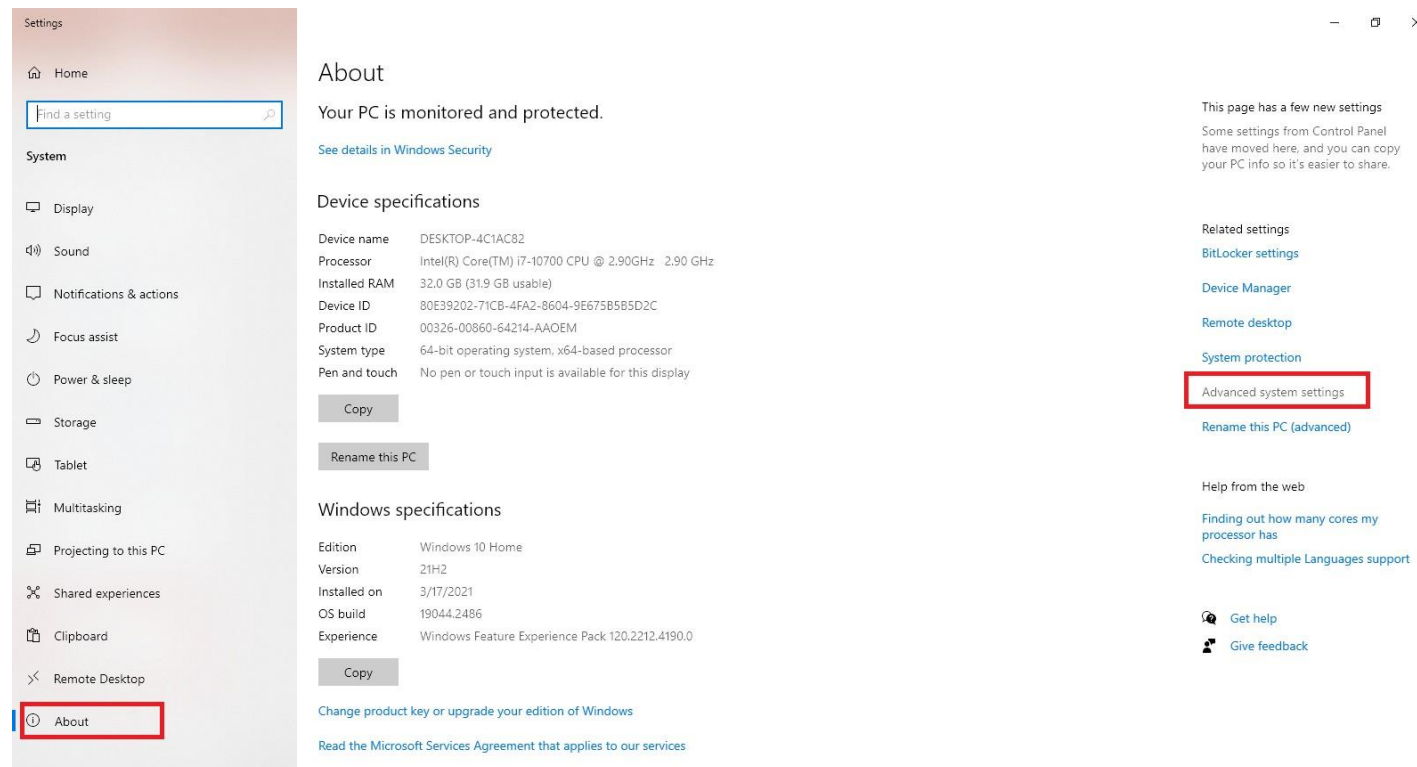 Settings
Home
Find a setting
System
Display
Sound
Notifications & actions
Focus assist
Power & sleep
Storage
Tablet
Multitasking
Projecting to this PC
Shared experiences
Clipboard
Remote Desktop
About
About
Your PC is monitored and protected.
See details in Windows Security
Device specifications
Device name DESKTOP-4C1AC82
Processor Intel(R) Core(TM) i7-10700 CPU @ 2.90GHz 2.90 GHz
Installed RAM 32.0 GB (31.9 GB usable)
Device ID 80E39202-71CB-4FA2-8604-9E675B5B5D2C
Product ID 00326-00860-64214-AAOEM
System type 64-bit operating system, x64-based processor
Pen and touch No pen or touch input is available for this display
Copy
Rename this PC
Windows specifications
Edition Windows 10 Home
Version 21H2
Installed on 3/17/2021
OS build 19044.2486
Experience Windows Feature Experience Pack 120.2212.4190.0
Copy
Change product key or upgrade your edition of Windows
Read the Microsoft Services Agreement that applies to our services
This page has a few new settings
Some settings from Control Panel
have moved here, and you can copy
your PC info so it's easier to share.
Related settings
BitLocker settings
Device Manager
Remote desktop
System protection
Advanced system settings
Rename this PC (advanced)
Help from the web
Finding out how many cores my
processor has
Checking multiple Languages support
Get help
Give feedback